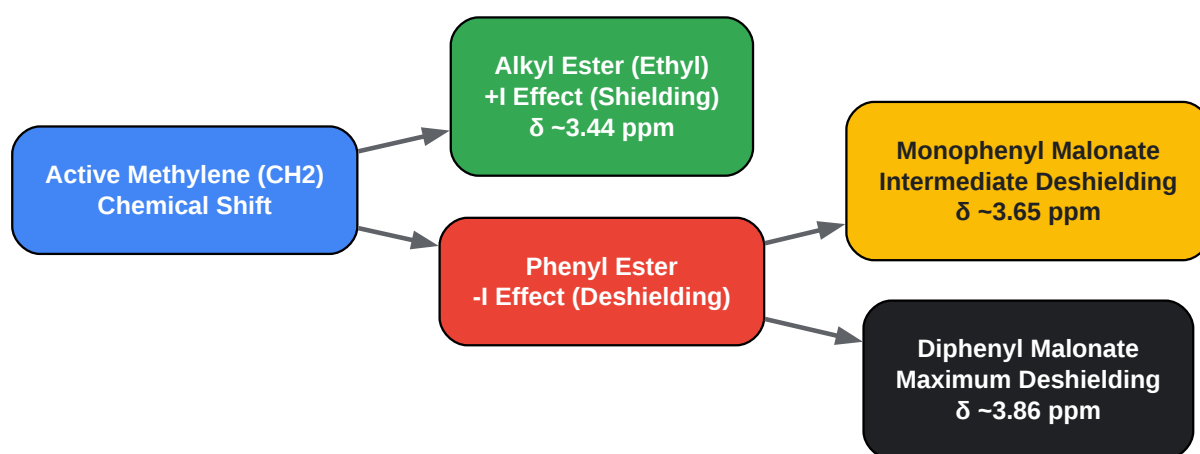 Active Methylene (CH2)
Chemical Shift
Alkyl Ester (Ethyl)
+I Effect (Shielding)
δ ~3.44 ppm
Phenyl Ester
-I Effect (Deshielding)
Monophenyl Malonate
Intermediate Deshielding
δ ~3.65 ppm
Diphenyl Malonate
Maximum Deshielding
δ ~3.86 ppm